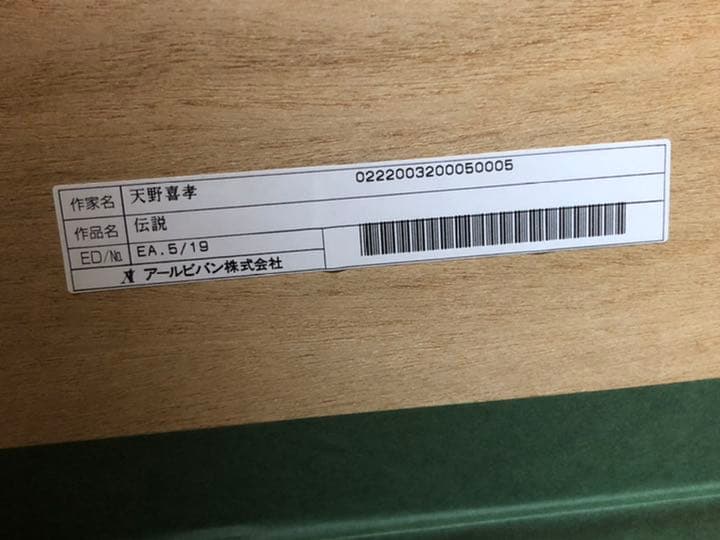 作家名 天野喜孝 0222003200050005
作品名 伝説
ED/№ EA.5/19
アールビバン株式会社